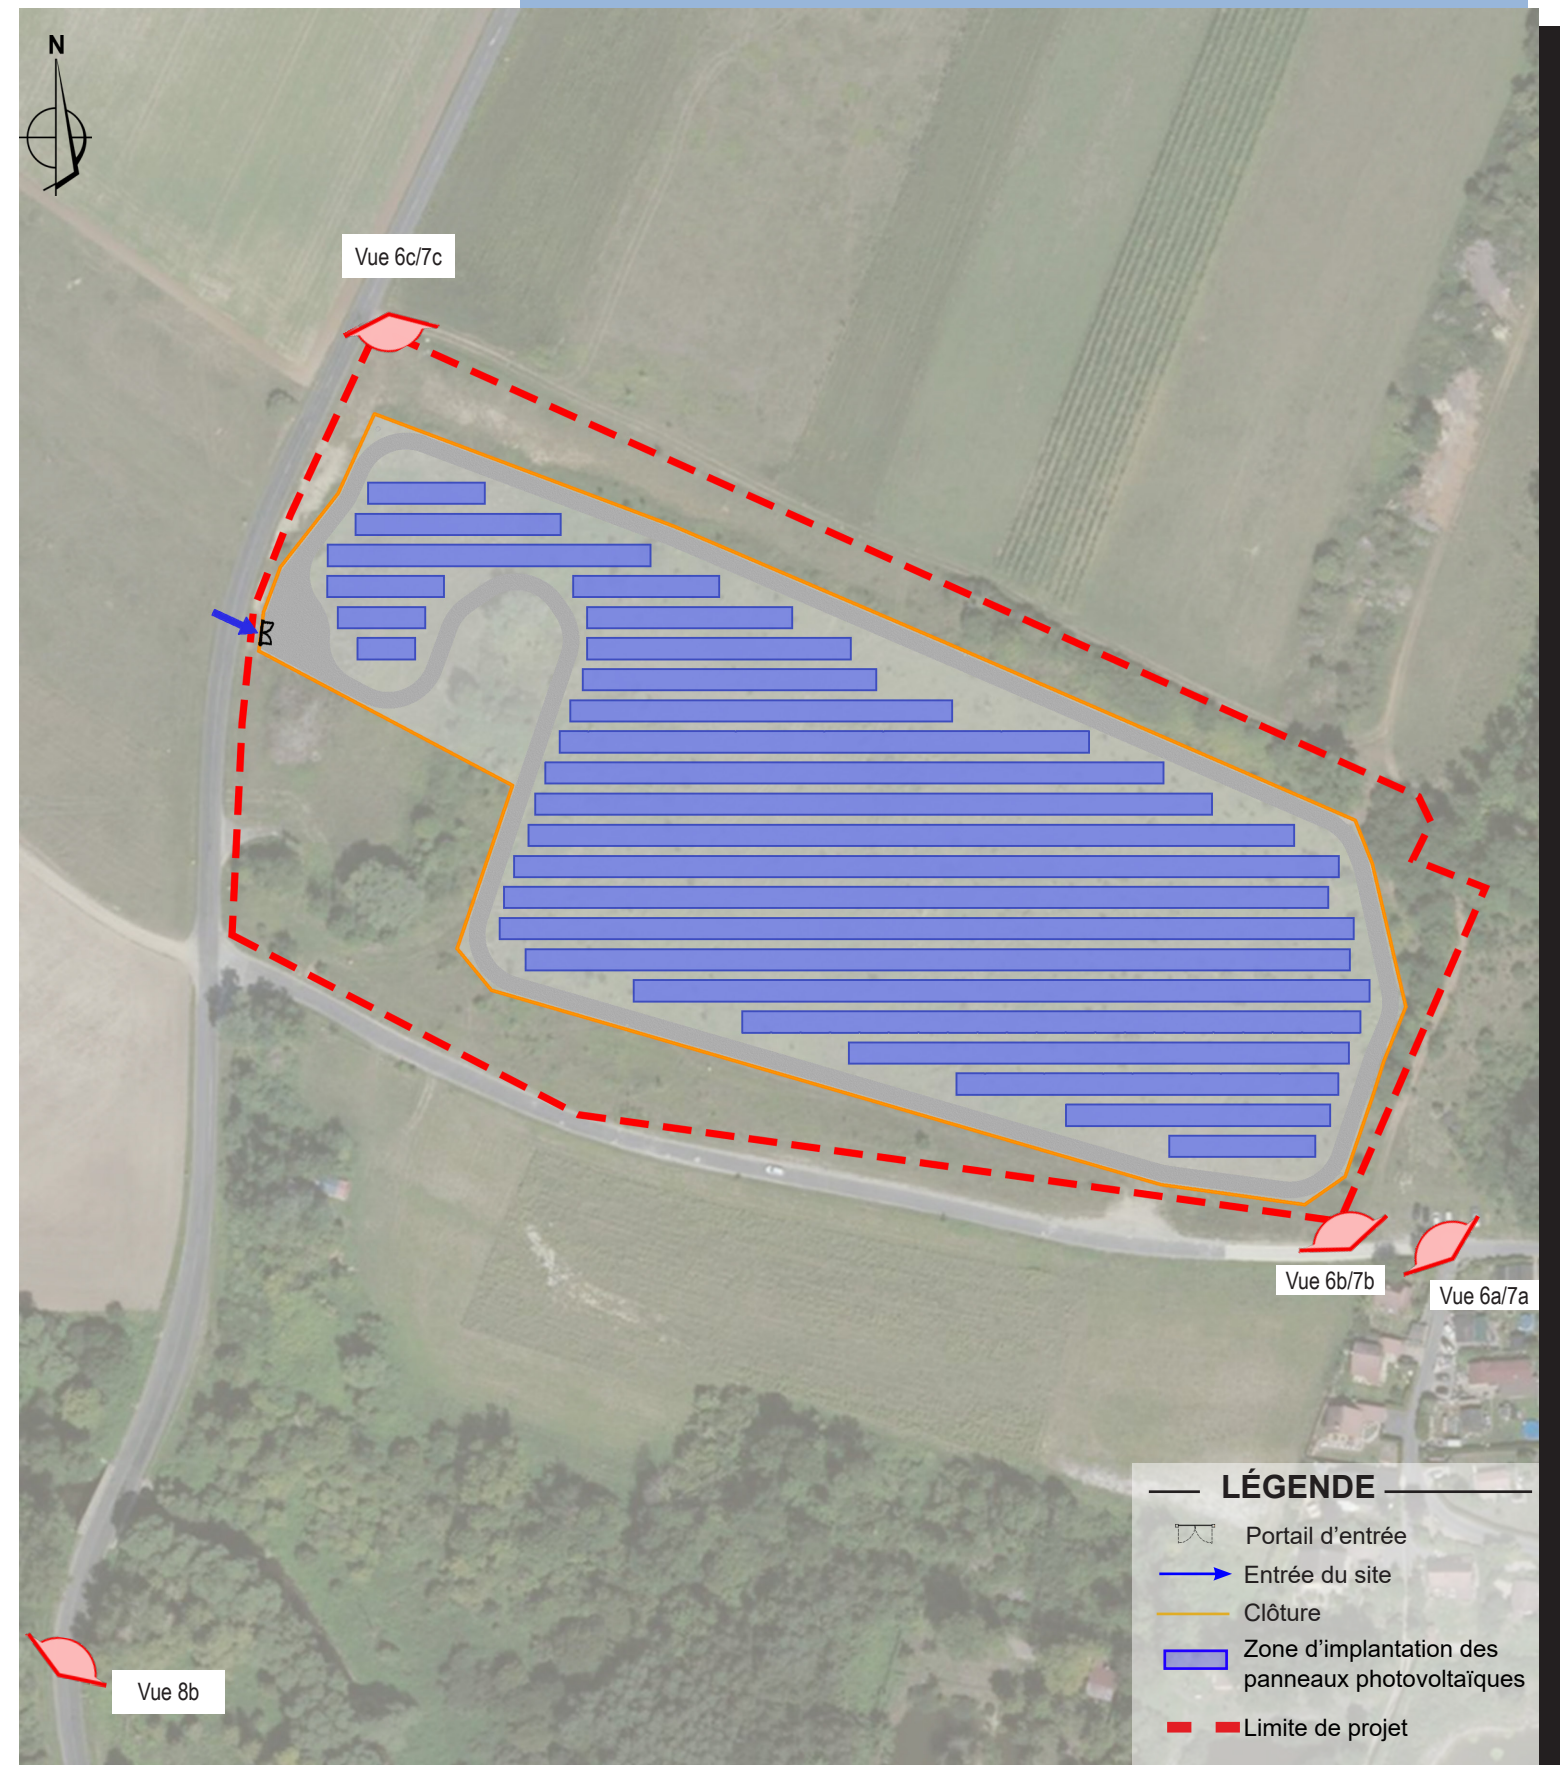 N
Vue 6c/7c
Vue 6b/7b
Vue 6a/7a
Vue 8b
LÉGENDE
Portail d'entrée
Entrée du site
Clôture
Zone d'implantation des
panneaux photovoltaïques
Limite de projet